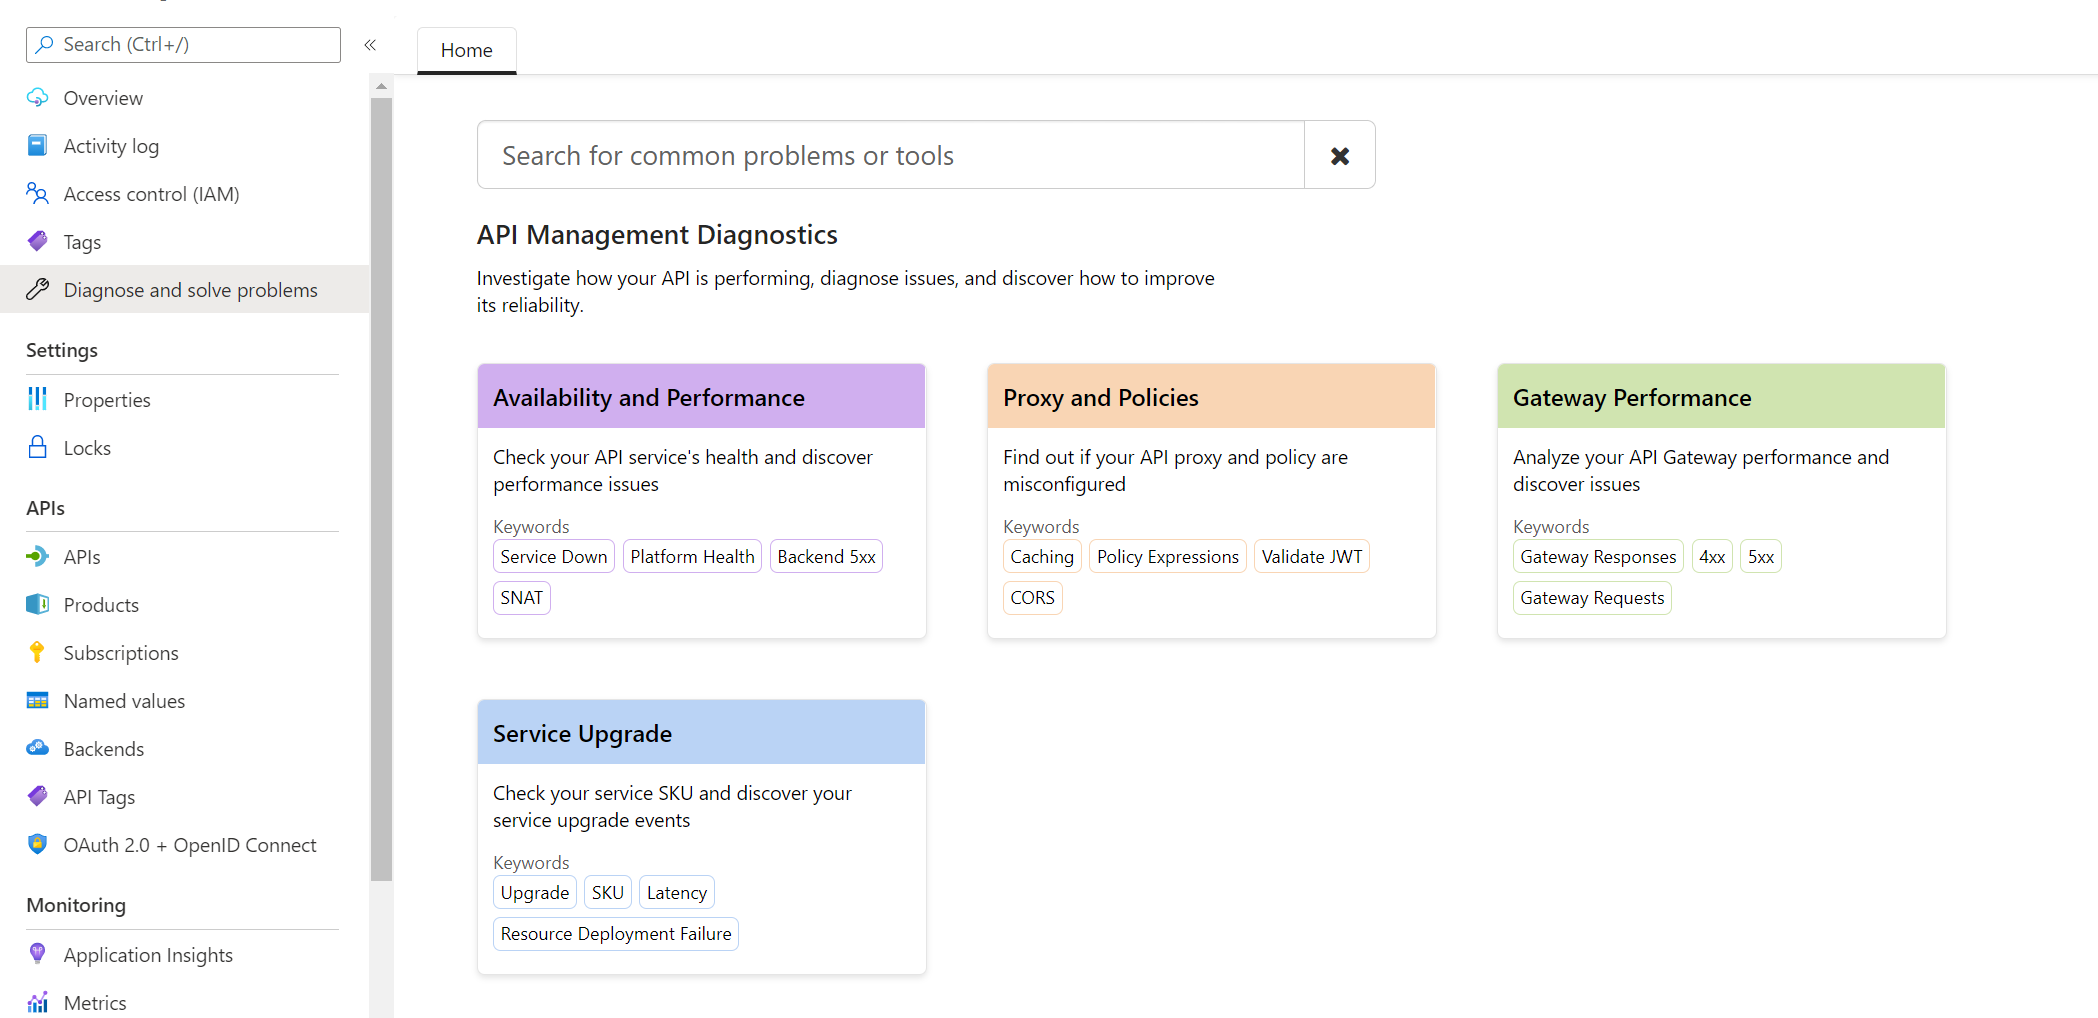 Search (Ctrl+/)
«
Overview
Activity log
Access control (IAM)
Tags
Diagnose and solve problems
Settings
Properties
Locks
APIs
APIs
Products
Subscriptions
Named values
Backends
API Tags
OAuth 2.0 + OpenID Connect
Monitoring
Application Insights
Metrics
Home
Search for common problems or tools
API Management Diagnostics
Investigate how your API is performing, diagnose issues, and discover how to improve
its reliability.
Availability and Performance
Check your API service's health and discover
performance issues
Keywords
Service Down Platform Health Backend 5xx
SNAT
Proxy and Policies
Find out if your API proxy and policy are
misconfigured
Keywords
Caching Policy Expressions Validate JWT
CORS
Gateway Performance
Analyze your API Gateway performance and
discover issues
Keywords
Gateway Responses 4xx 5xx
Gateway Requests
Service Upgrade
Check your service SKU and discover your
service upgrade events
Keywords
Upgrade SKU Latency
Resource Deployment Failure